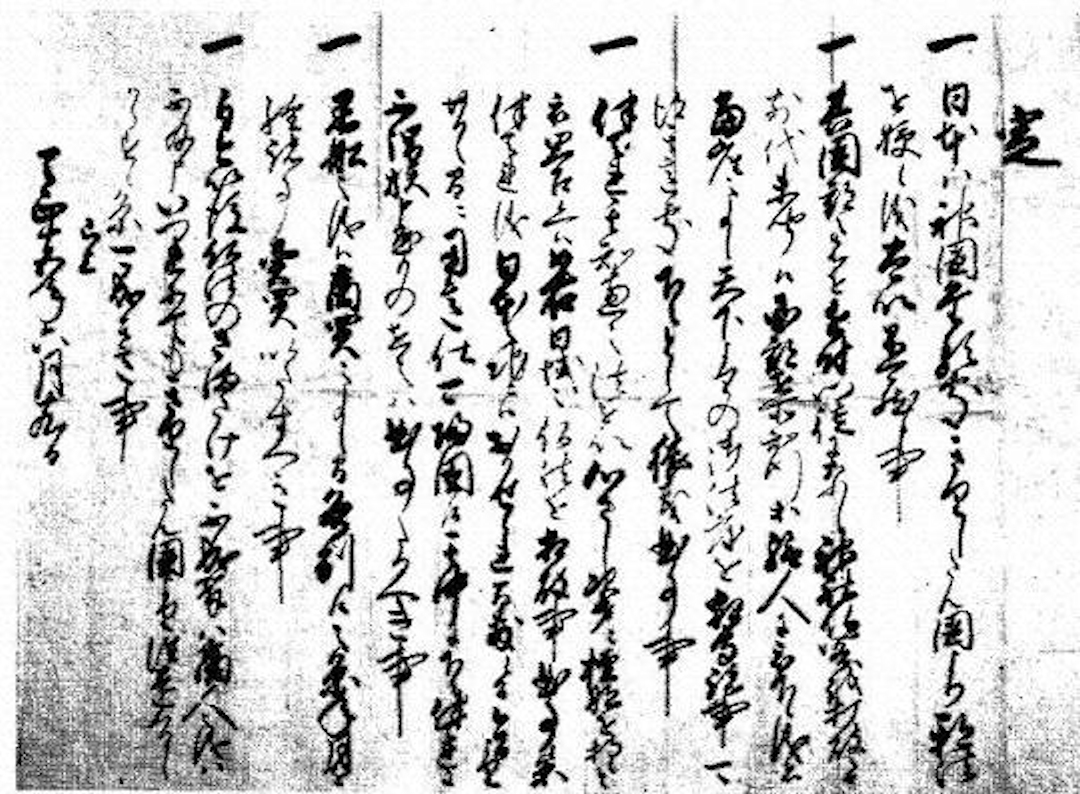 定
一 日本ハ神国たる処きりしたん国より邪法
を授候儀太以不可然候事
一 其国郡之者を近付門徒になし神社仏閣を打破之
前代未聞候国郡在所知行等給人に被下候儀者
当座之事候天下よりの御法度を相守諸事可
得其意処下々として猥義曲事事
一 伴天連其知恵之法を以心さし次第に檀那を持
候と被思召候へハ如右日域之仏法を相破事曲事候条
伴天連儀日本之地ニハおかせられ間敷候間今日より
廿日之間に用意仕可帰国候其中に下々伴天連に
不謂族申懸もの在之ハ曲事たるへき事
一 黒船之儀ハ商買之事候間各別に候之条年月を
経諸事売買いたすへき事
一 自今以後仏法のさまたけを不成輩ハ商人之儀ハ
不及申いつれにてもきりしたん国より往還くる
しからす候条可成其意事
已上
天正十五年六月十九日